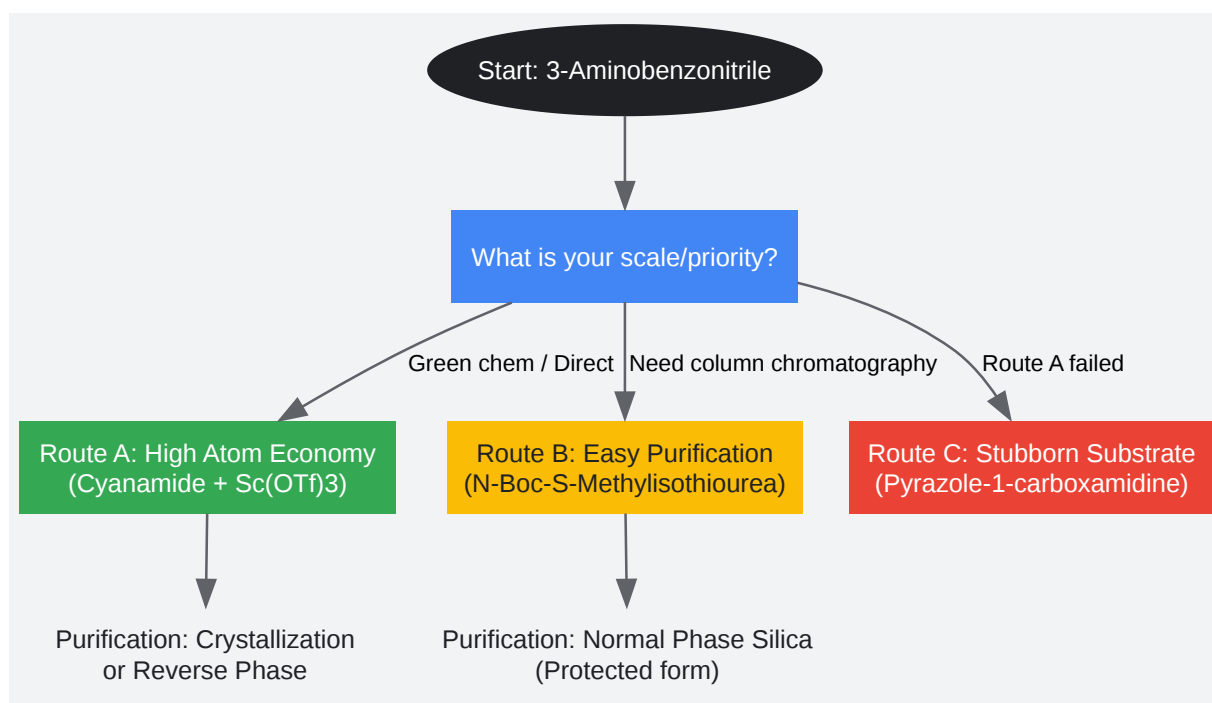 Start: 3-Aminobenzonitrile
What is your scale/priority?
Green chem / Direct
Need column chromatography
Route A failed
Route A: High Atom Economy
(Cyanamide + Sc(OTf)3)
Route B: Easy Purification
(N-Boc-S-Methylisothiourea)
Route C: Stubborn Substrate
(Pyrazole-1-carboxamidine)
Purification: Crystallization
or Reverse Phase
Purification: Normal Phase Silica
(Protected form)